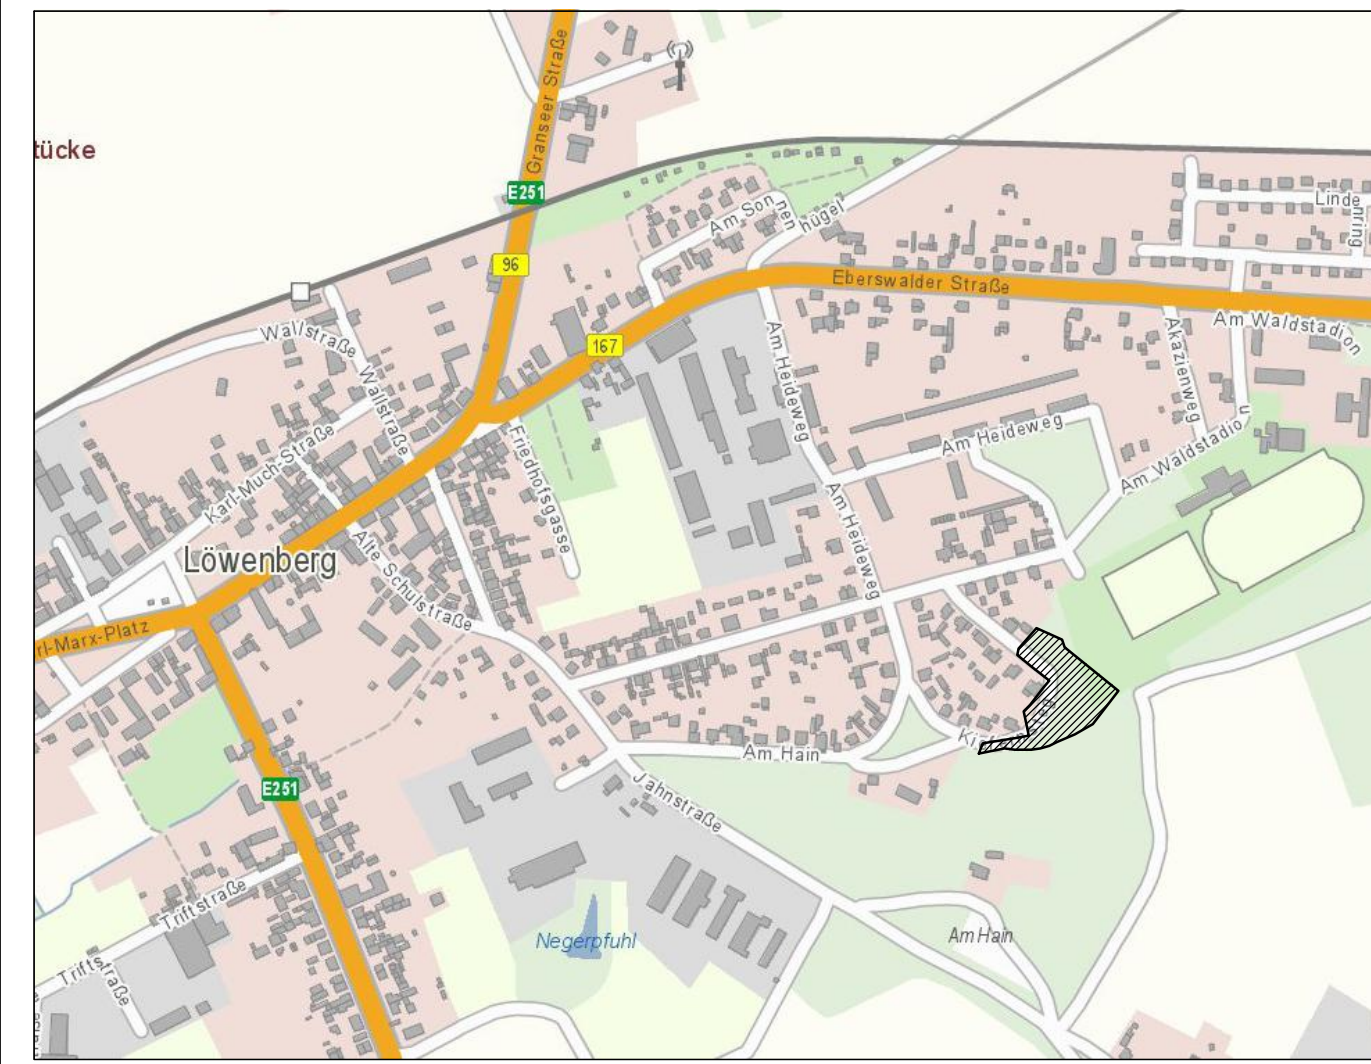 Granseer Straße
tücke
E251
Am Son
nen
hügel
Linde
nring
96
Eberswalder Straße
Am Waldstadion
Wallstraße
167
Am Heideweg
Akazienweg
Wallstraße
Karl-Much-Straße
Friedhofsgasse
Am Heideweg
Am Waldstadion
Am Heideweg
Löwenberg
Alte Schulstraße
rl-Marx-Platz
Am Hain
E251
Jahnstraße
Triftstraße
Negerpfuhl
Am Hain
Triftstraße